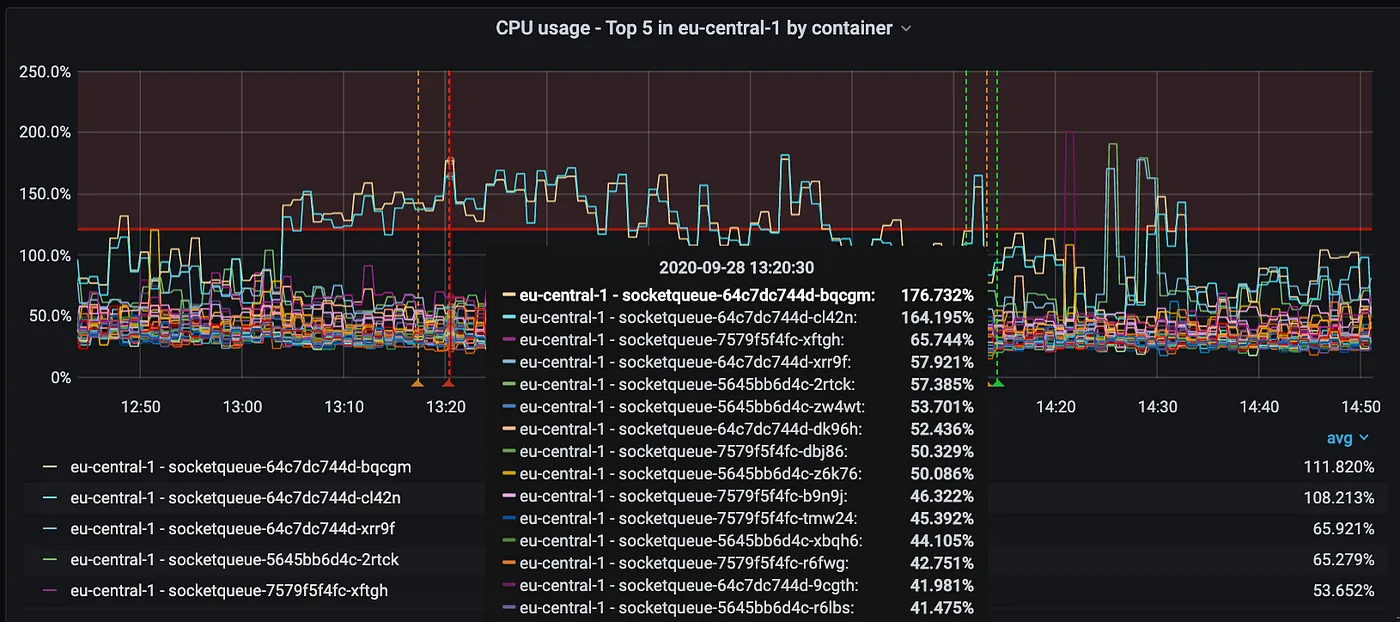 CPU usage - Top 5 in eu-central-1 by container
250.0%
200.0%
150.0%
100.0%
50.0%
0%
12:50 13:00 13:10 13:20 14:20 14:30 14:40 14:50
2020-09-28 13:20:30
eu-central-1 - socketqueue-64c7dc744d-bqcgm: 176.732%
eu-central-1 - socketqueue-64c7dc744d-cl42n: 164.195%
eu-central-1 - socketqueue-7579f5f4fc-xftgh: 65.744%
eu-central-1 - socketqueue-64c7dc744d-xrr9f: 57.921%
eu-central-1 - socketqueue-5645bb6d4c-2rtck: 57.385%
eu-central-1 - socketqueue-5645bb6d4c-zw4wt: 53.701%
eu-central-1 - socketqueue-64c7dc744d-dk96h: 52.436%
eu-central-1 - socketqueue-7579f5f4fc-dbj86: 50.329%
eu-central-1 - socketqueue-5645bb6d4c-z6k76: 50.086%
eu-central-1 - socketqueue-7579f5f4fc-b9n9j: 46.322%
eu-central-1 - socketqueue-7579f5f4fc-tmw24: 45.392%
eu-central-1 - socketqueue-5645bb6d4c-xbqh6: 44.105%
eu-central-1 - socketqueue-7579f5f4fc-r6fwg: 42.751%
eu-central-1 - socketqueue-64c7dc744d-9cgth: 41.981%
eu-central-1 - socketqueue-5645bb6d4c-r6lbs: 41.475%
avg
eu-central-1 - socketqueue-64c7dc744d-bqcgm 111.820%
eu-central-1 - socketqueue-64c7dc744d-cl42n 108.213%
eu-central-1 - socketqueue-64c7dc744d-xrr9f 65.921%
eu-central-1 - socketqueue-5645bb6d4c-2rtck 65.279%
eu-central-1 - socketqueue-7579f5f4fc-xftgh 53.652%